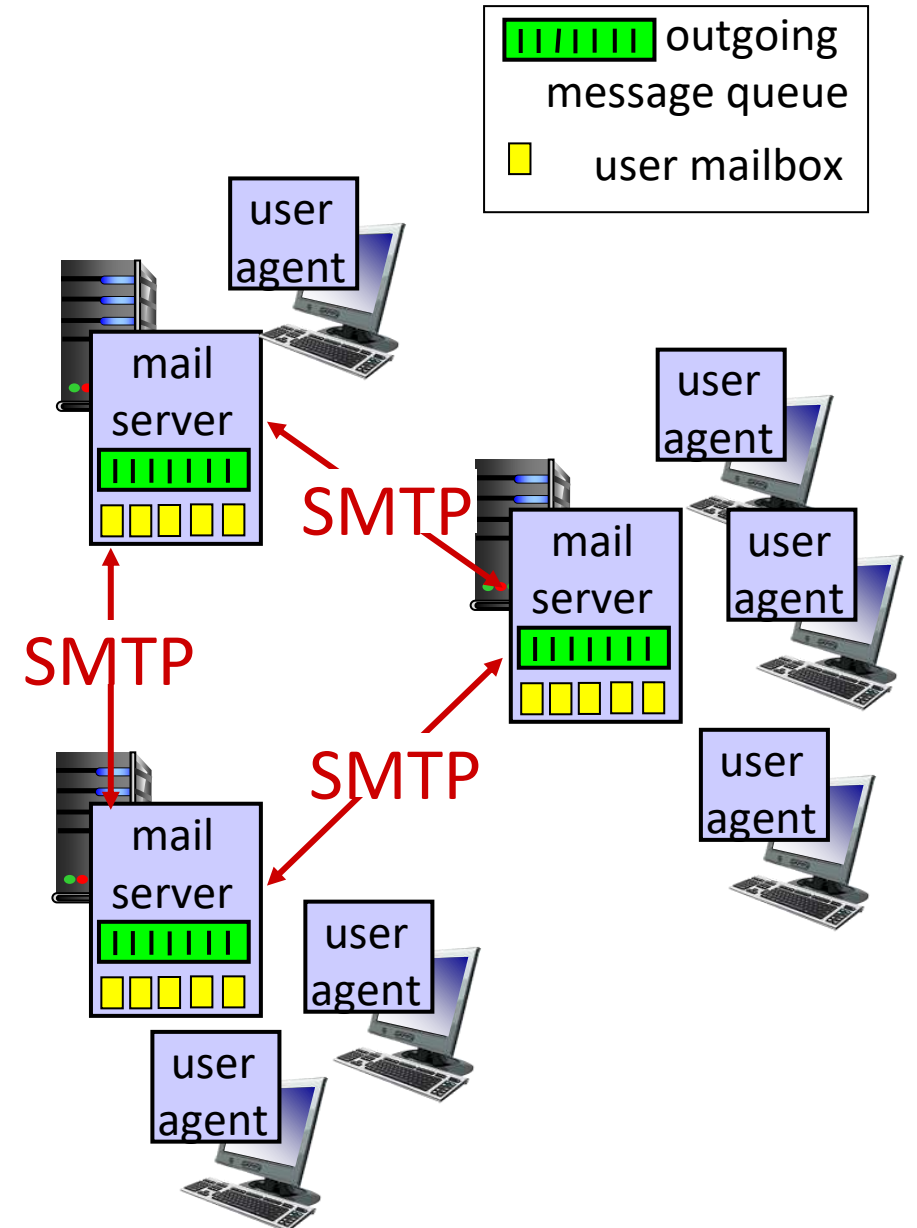 outgoing
message queue
user mailbox
user
agent
mail
server
SMTP
user
agent
mail
server
user
agent
SMTP
SMTP
user
agent
mail
server
user
agent
user
agent